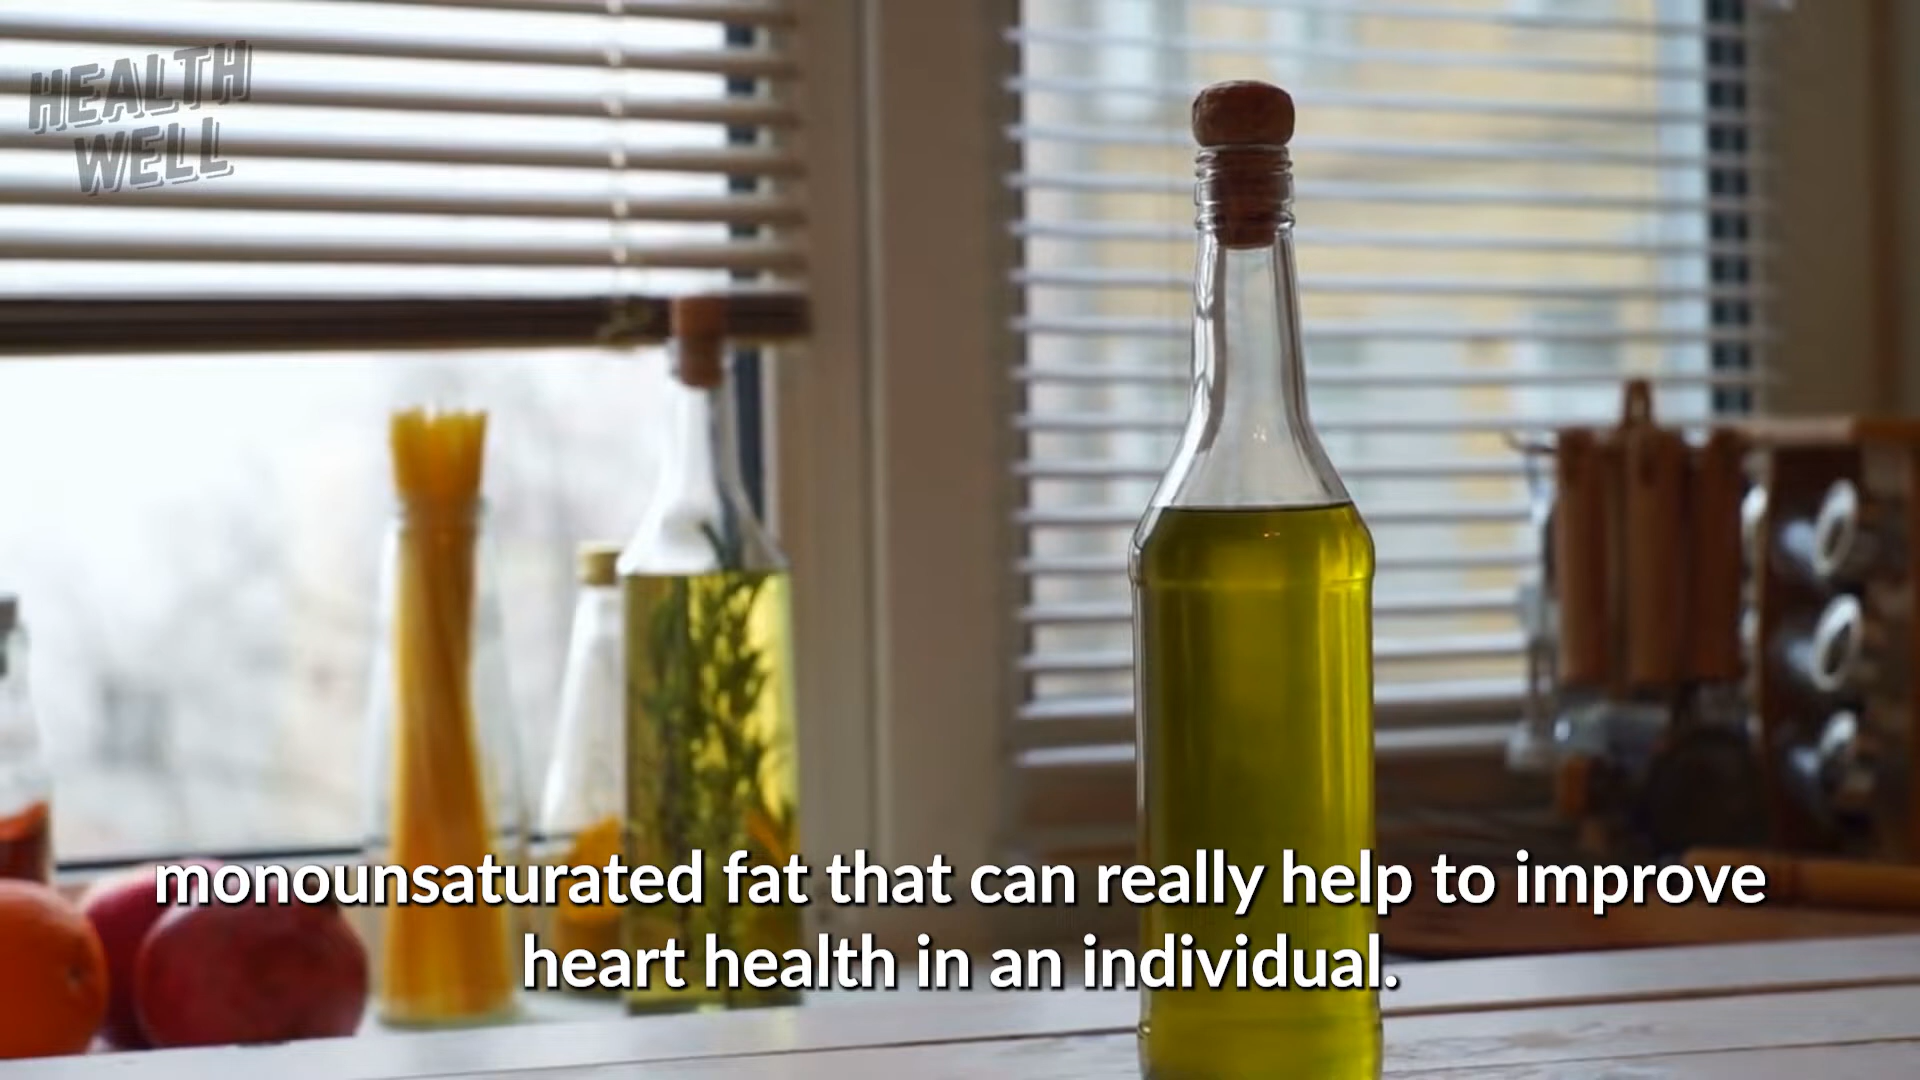 HEALTH
WELL
monounsaturated fat that can really help to improve
heart health in an individual.